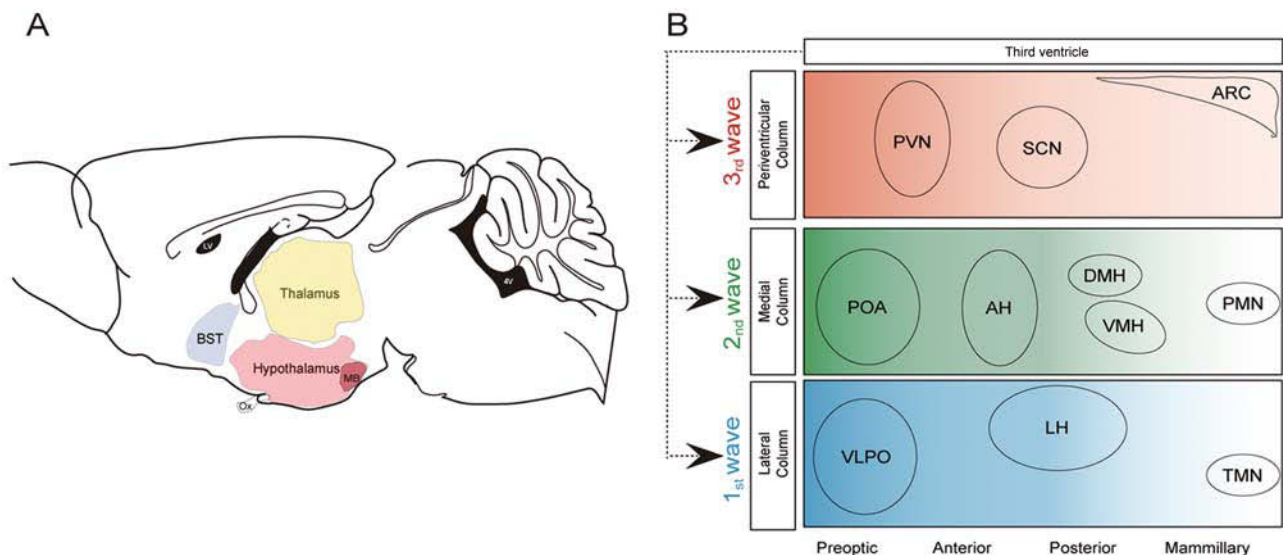 A
LV
4V
Thalamus
BST
Hypothalamus
MB
Ox
B
Third ventricle
3rd wave
Periventricular
Column
PVN
SCN
ARC
2nd wave
Medial
Column
POA
AH
DMH
VMH
PMN
1st wave
Lateral
Column
VLPO
LH
TMN
Preoptic Anterior Posterior Mammillary